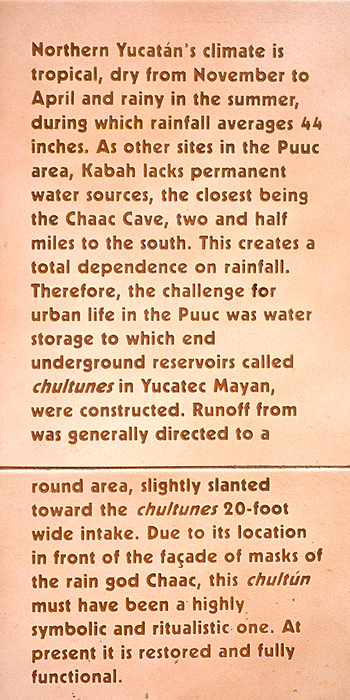 Northern Yucatán's climate is
tropical, dry from November to
April and rainy in the summer,
during which rainfall averages 44
inches. As other sites in the Puuc
area, Kabah lacks permanent
water sources, the closest being
the Chaac Cave, two and half
miles to the south. This creates a
total dependence on rainfall.
Therefore, the challenge for
urban life in the Puuc was water
storage to which end
underground reservoirs called
chultunes in Yucatec Mayan,
were constructed. Runoff from
was generally directed to a
round area, slightly slanted
toward the chultunes 20-foot
wide intake. Due to its location
in front of the façade of masks of
the rain god Chaac, this chultún
must have been a highly
symbolic and ritualistic one. At
present it is restored and fully
functional.